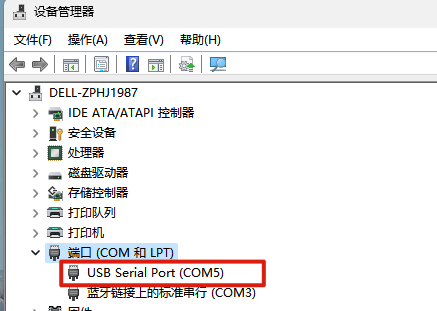 设备管理器
文件(F) 操作(A) 查看(V) 帮助(H)
DELL-ZPHJ1987
IDE ATA/ATAPI 控制器
安全设备
处理器
磁盘驱动器
存储控制器
打印队列
打印机
端口 (COM 和 LPT)
USB Serial Port (COM5)
蓝牙链接上的标准串行 (COM3)